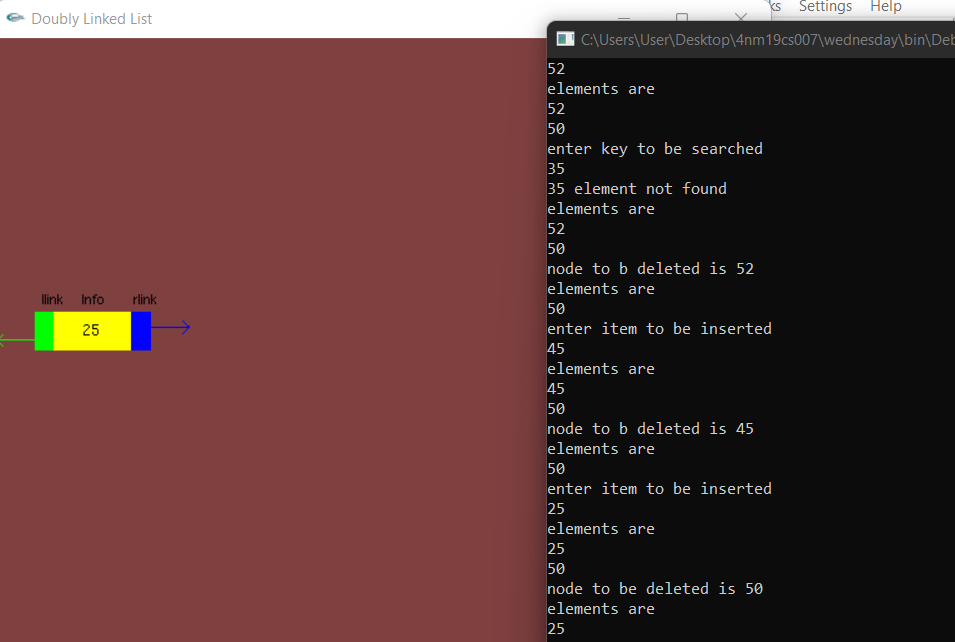 Doubly Linked List
Settings Help
C:\Users\User\Desktop\4nm19cs007\wednesday\bin\Deb
llink Info rlink
25
52
elements are
52
50
enter key to be searched
35
35 element not found
elements are
52
50
node to b deleted is 52
elements are
50
enter item to be inserted
45
elements are
45
50
node to b deleted is 45
elements are
50
enter item to be inserted
25
elements are
25
50
node to be deleted is 50
elements are
25